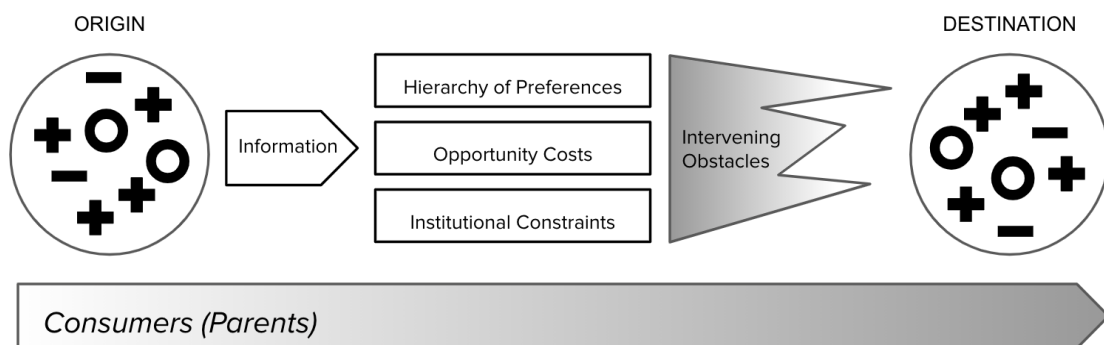 ORIGIN
DESTINATION
Information
Hierarchy of Preferences
Opportunity Costs
Institutional Constraints
Intervening
Obstacles
Consumers (Parents)